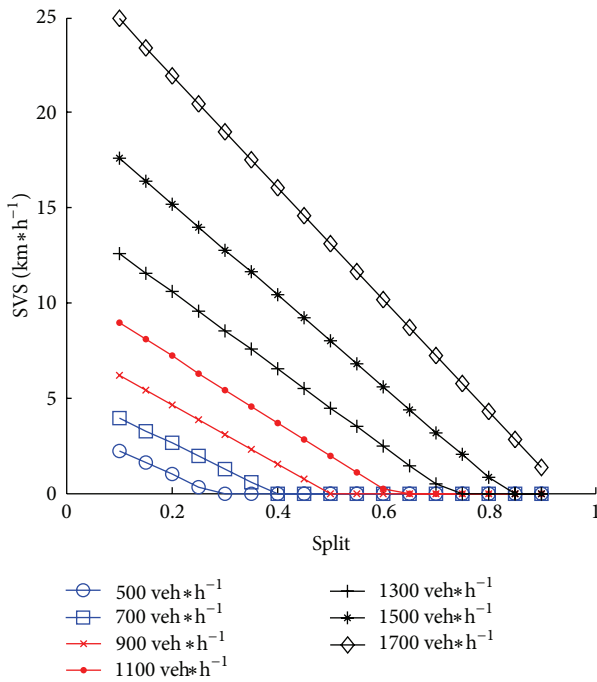 25
20
15
10
5
0
SVS (km∗h⁻¹)
0
0.2
0.4
0.6
0.8
1
Split
500 veh∗h⁻¹
700 veh∗h⁻¹
900 veh∗h⁻¹
1100 veh∗h⁻¹
1300 veh∗h⁻¹
1500 veh∗h⁻¹
1700 veh∗h⁻¹